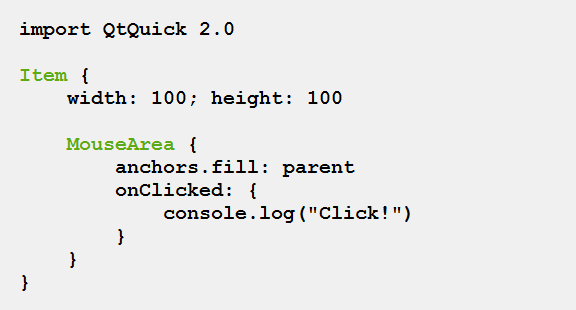 import QtQuick 2.0
Item {
width: 100; height: 100
MouseArea {
anchors.fill: parent
onClicked: {
console.log("Click!")
}
}
}